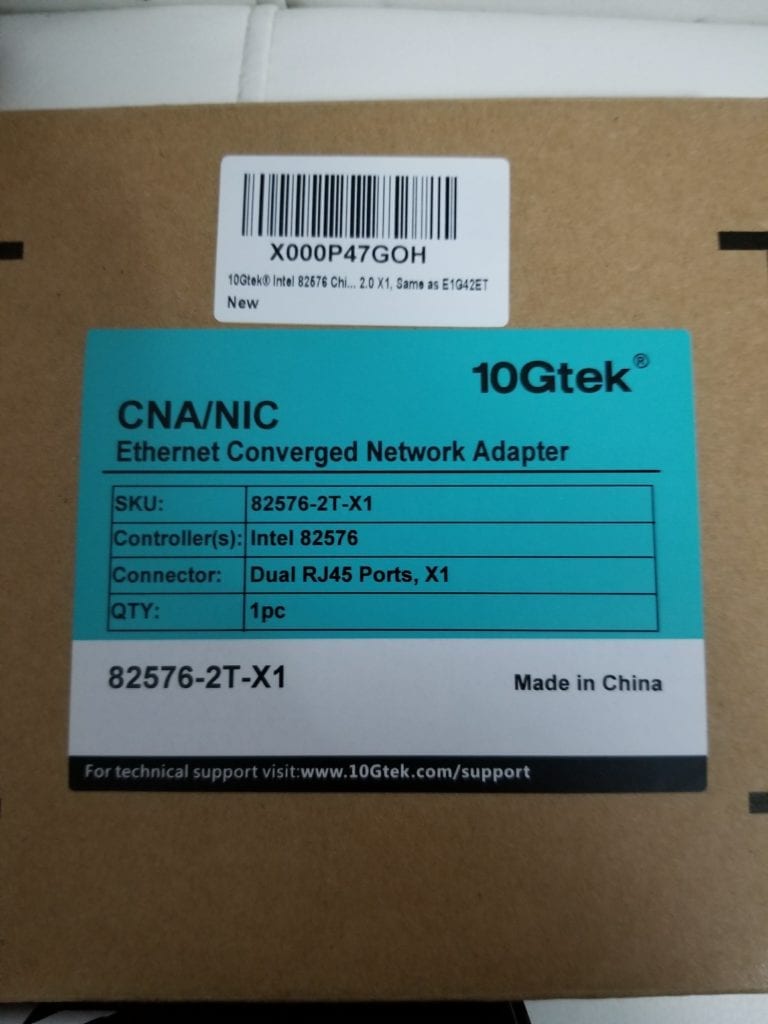 X000P47GOH
10Gtek® Intel 82576 Chi... 2.0 X1, Same as E1G42ET
New
10Gtek®
CNA/NIC
Ethernet Converged Network Adapter
SKU: 82576-2T-X1
Controller(s): Intel 82576
Connector: Dual RJ45 Ports, X1
QTY: 1pc
82576-2T-X1
Made in China
For technical support visit:www.10Gtek.com/support